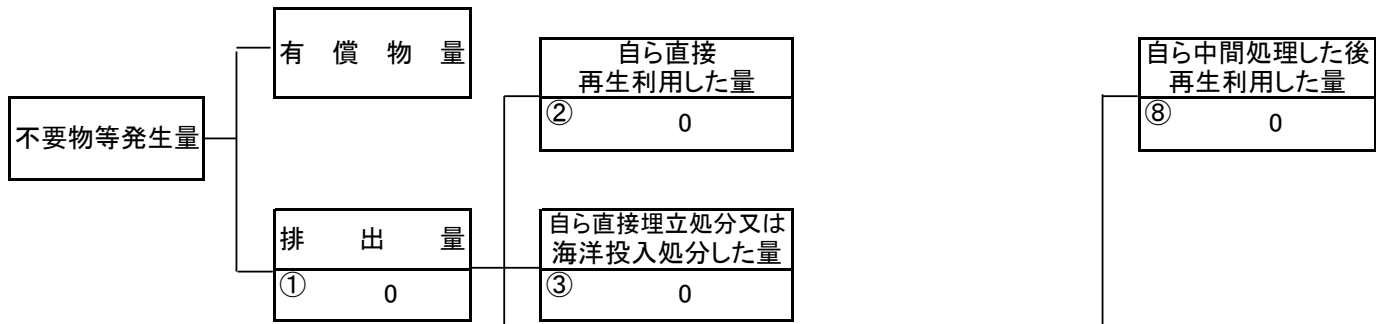 不要物等発生量
有償物量
排出量
① 0
自ら直接
再生利用した量
② 0
自ら直接埋立処分又は
海洋投入処分した量
③ 0
自ら中間処理した後
再生利用した量
⑧ 0